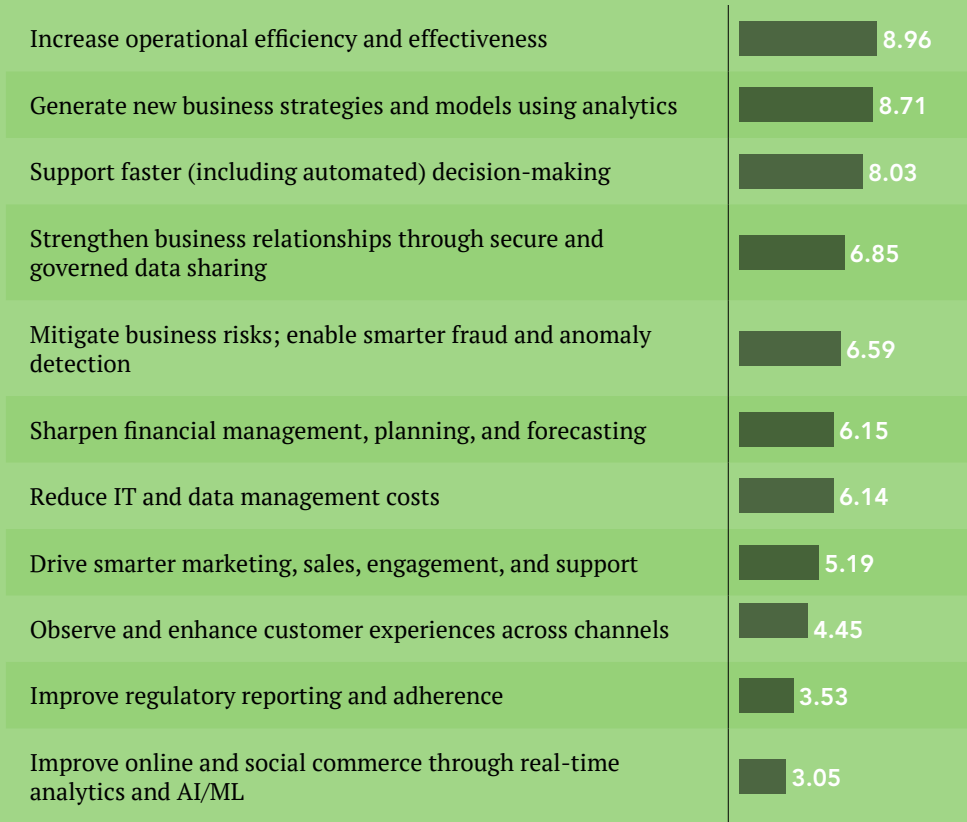 Increase operational efficiency and effectiveness 8.96
Generate new business strategies and models using analytics 8.71
Support faster (including automated) decision-making 8.03
Strengthen business relationships through secure and
governed data sharing
6.85
Mitigate business risks; enable smarter fraud and anomaly
detection
6.59
Sharpen financial management, planning, and forecasting 6.15
Reduce IT and data management costs 6.14
Drive smarter marketing, sales, engagement, and support 5.19
Observe and enhance customer experiences across channels 4.45
Improve regulatory reporting and adherence 3.53
Improve online and social commerce through real-time
analytics and AI/ML
3.05